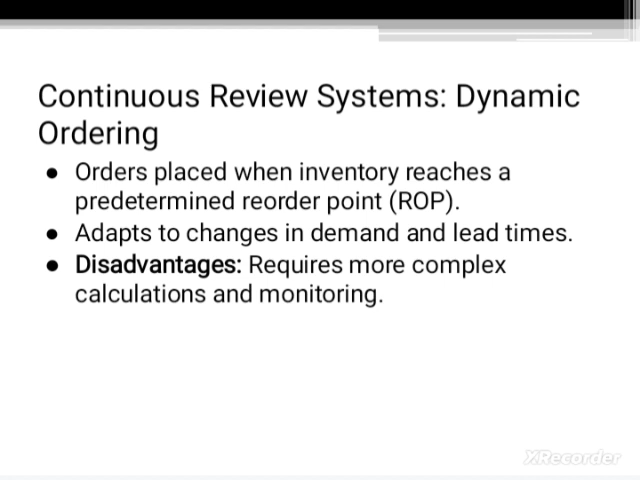 Continuous Review Systems: Dynamic
Ordering
● Orders placed when inventory reaches a
predetermined reorder point (ROP).
● Adapts to changes in demand and lead times.
● Disadvantages: Requires more complex
calculations and monitoring.
XRecorder